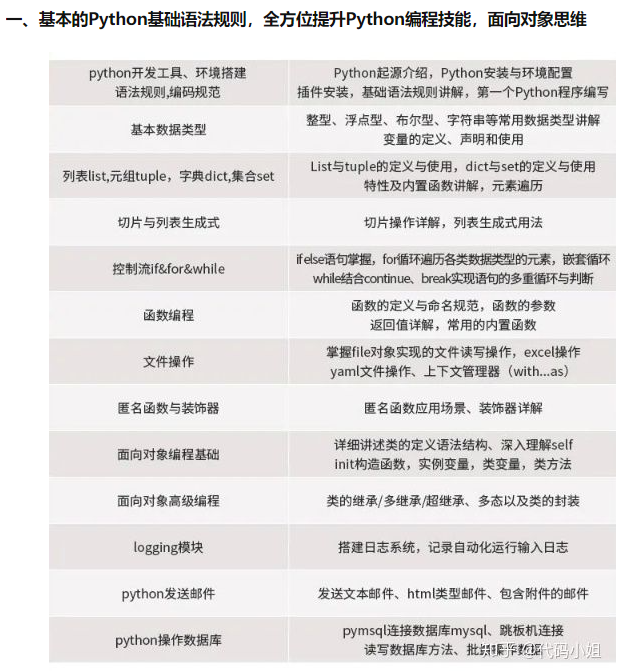 一、基本的Python基础语法规则，全方位提升Python编程技能，面向对象思维
python开发工具、环境搭建
语法规则,编码规范
Python起源介绍，Python安装与环境配置
插件安装，基础语法规则讲解，第一个Python程序编写
基本数据类型
整型、浮点型、布尔型、字符串等常用数据类型讲解
变量的定义、声明和使用
列表list,元组tuple，字典dict,集合set
List与tuple的定义与使用，dict与set的定义与使用
特性及内置函数讲解，元素遍历
切片与列表生成式
切片操作详解，列表生成式用法
控制流if&for&while
if else语句掌握，for循环遍历各类数据类型的元素，嵌套循环
while结合continue、break实现语句的多重循环与判断
函数编程
函数的定义与命名规范，函数的参数
返回值详解，常用的内置函数
文件操作
掌握file对象实现的文件读写操作，excel操作
yaml文件操作、上下文管理器（with...as）
匿名函数与装饰器
匿名函数应用场景、装饰器详解
面向对象编程基础
详细讲述类的定义语法结构、深入理解self
init构造函数，实例变量，类变量，类方法
面向对象高级编程
类的继承/多继承/超继承、多态以及类的封装
logging模块
搭建日志系统，记录自动化运行输入日志
python发送邮件
发送文本邮件、html类型邮件、包含附件的邮件
python操作数据库
pymsql连接数据库mysql、跳板机连接
读写数据库方法、批
知乎 @代码小姐